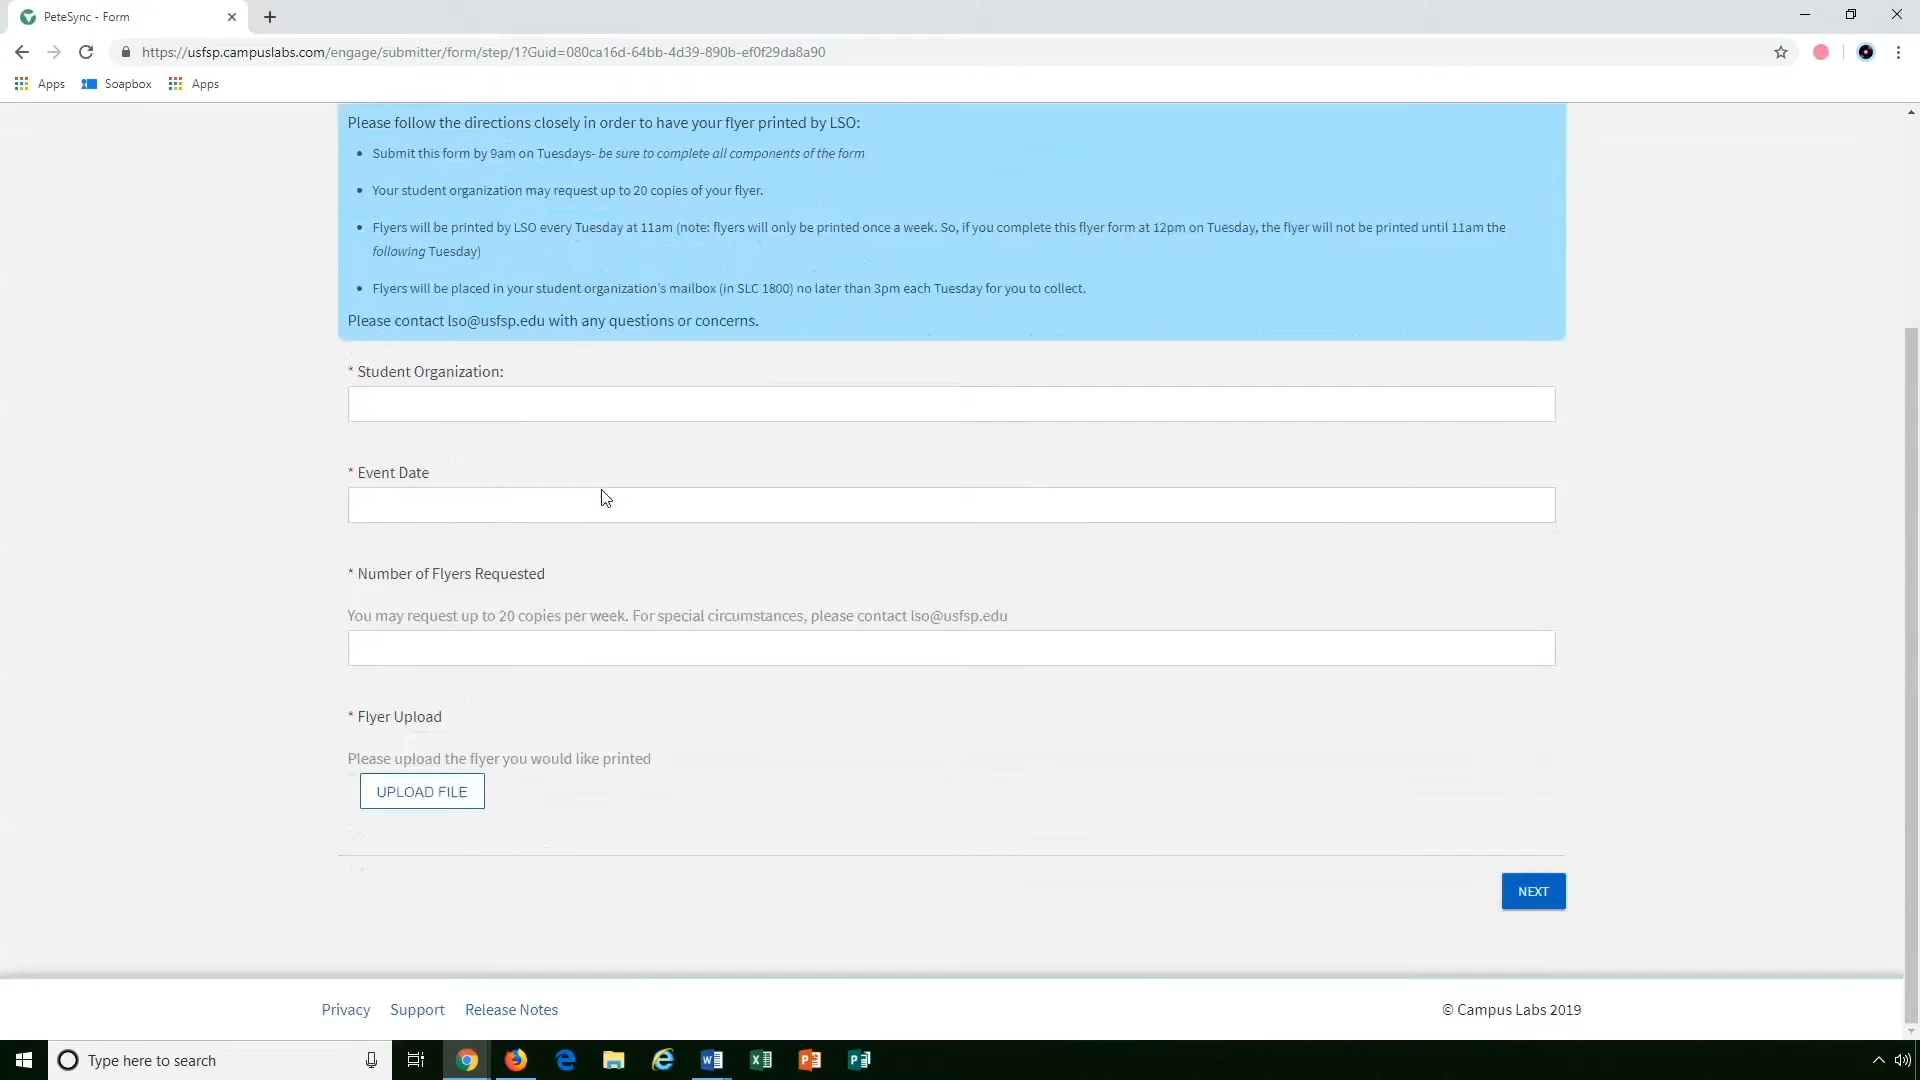 PeteSync - Form
https://usfsp.campuslabs.com/engage/submitter/form/step/1?Guid=080ca16d-64bb-4d39-890b-ef0f29da8a90
Apps Soapbox Apps
Please follow the directions closely in order to have your flyer printed by LSO:
• Submit this form by 9am on Tuesdays- be sure to complete all components of the form
• Your student organization may request up to 20 copies of your flyer.
• Flyers will be printed by LSO every Tuesday at 11am (note: flyers will only be printed once a week. So, if you complete this flyer form at 12pm on Tuesday, the flyer will not be printed until 11am the
following Tuesday)
• Flyers will be placed in your student organization's mailbox (in SLC 1800) no later than 3pm each Tuesday for you to collect.
Please contact lso@usfsp.edu with any questions or concerns.
* Student Organization:
* Event Date
* Number of Flyers Requested
You may request up to 20 copies per week. For special circumstances, please contact lso@usfsp.edu
* Flyer Upload
Please upload the flyer you would like printed
UPLOAD FILE
NEXT
Privacy Support Release Notes © Campus Labs 2019
Type here to search